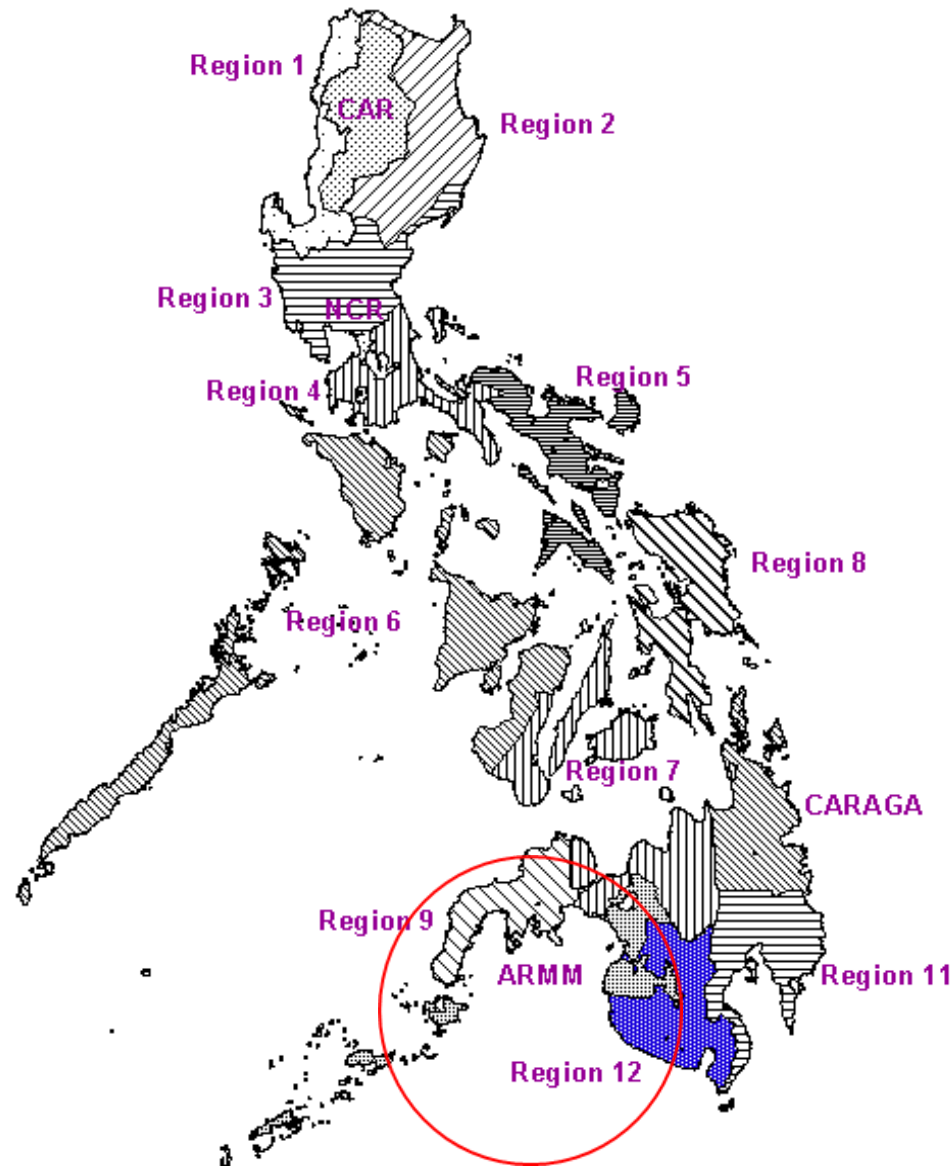 Region 1
CAR
Region 2
Region 3
NCR
Region 4
Region 5
Region 8
Region 6
Region 7
CARAGA
Region 9
ARMM
Region 11
Region 12